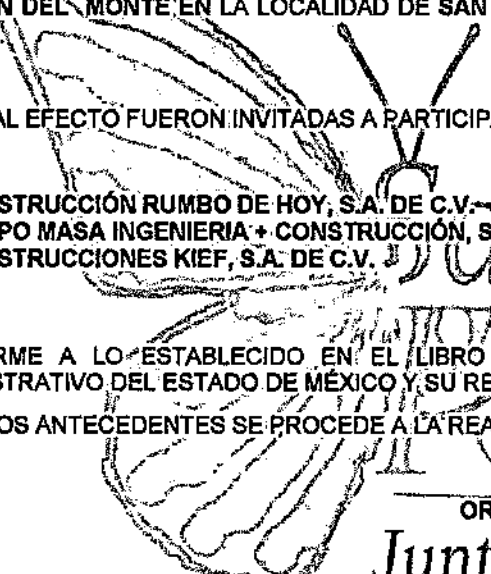 N DEL MONTE EN LA LOCALIDAD DE SAN
AL EFECTO FUERON INVITADAS A PARTICIPA
STRUCCIÓN RUMBO DE HOY, S.A. DE C.V.
PO MASA INGENIERIA + CONSTRUCCIÓN, S
STRUCCIONES KIEF, S.A. DE C.V.
RME A LO ESTABLECIDO EN EL LIBRO
STRATIVO DEL ESTADO DE MÉXICO Y SU RE
OS ANTECEDENTES SE PROCEDE A LA REA
OR
Junt